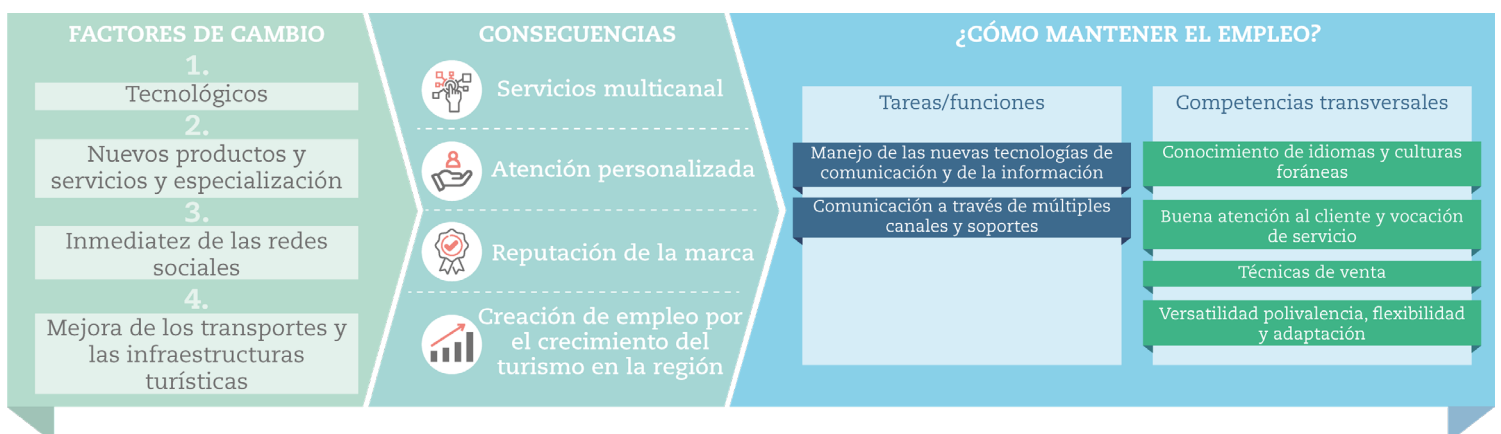 FACTORES DE CAMBIO
1.
Tecnológicos
2.
Nuevos productos y
servicios y especialización
3.
Inmediatez de las redes
sociales
4.
Mejora de los transportes y
las infraestructuras
turísticas
CONSECUENCIAS
Servicios multicanal
Atención personalizada
Reputación de la marca
Creación de empleo por
el crecimiento del
turismo en la región
¿CÓMO MANTENER EL EMPLEO?
Tareas/funciones
Manejo de las nuevas tecnologías de
comunicación y de la información
Comunicación a través de múltiples
canales y soportes
Competencias transversales
Conocimiento de idiomas y culturas
foráneas
Buena atención al cliente y vocación
de servicio
Técnicas de venta
Versatilidad polivalencia, flexibilidad
y adaptación